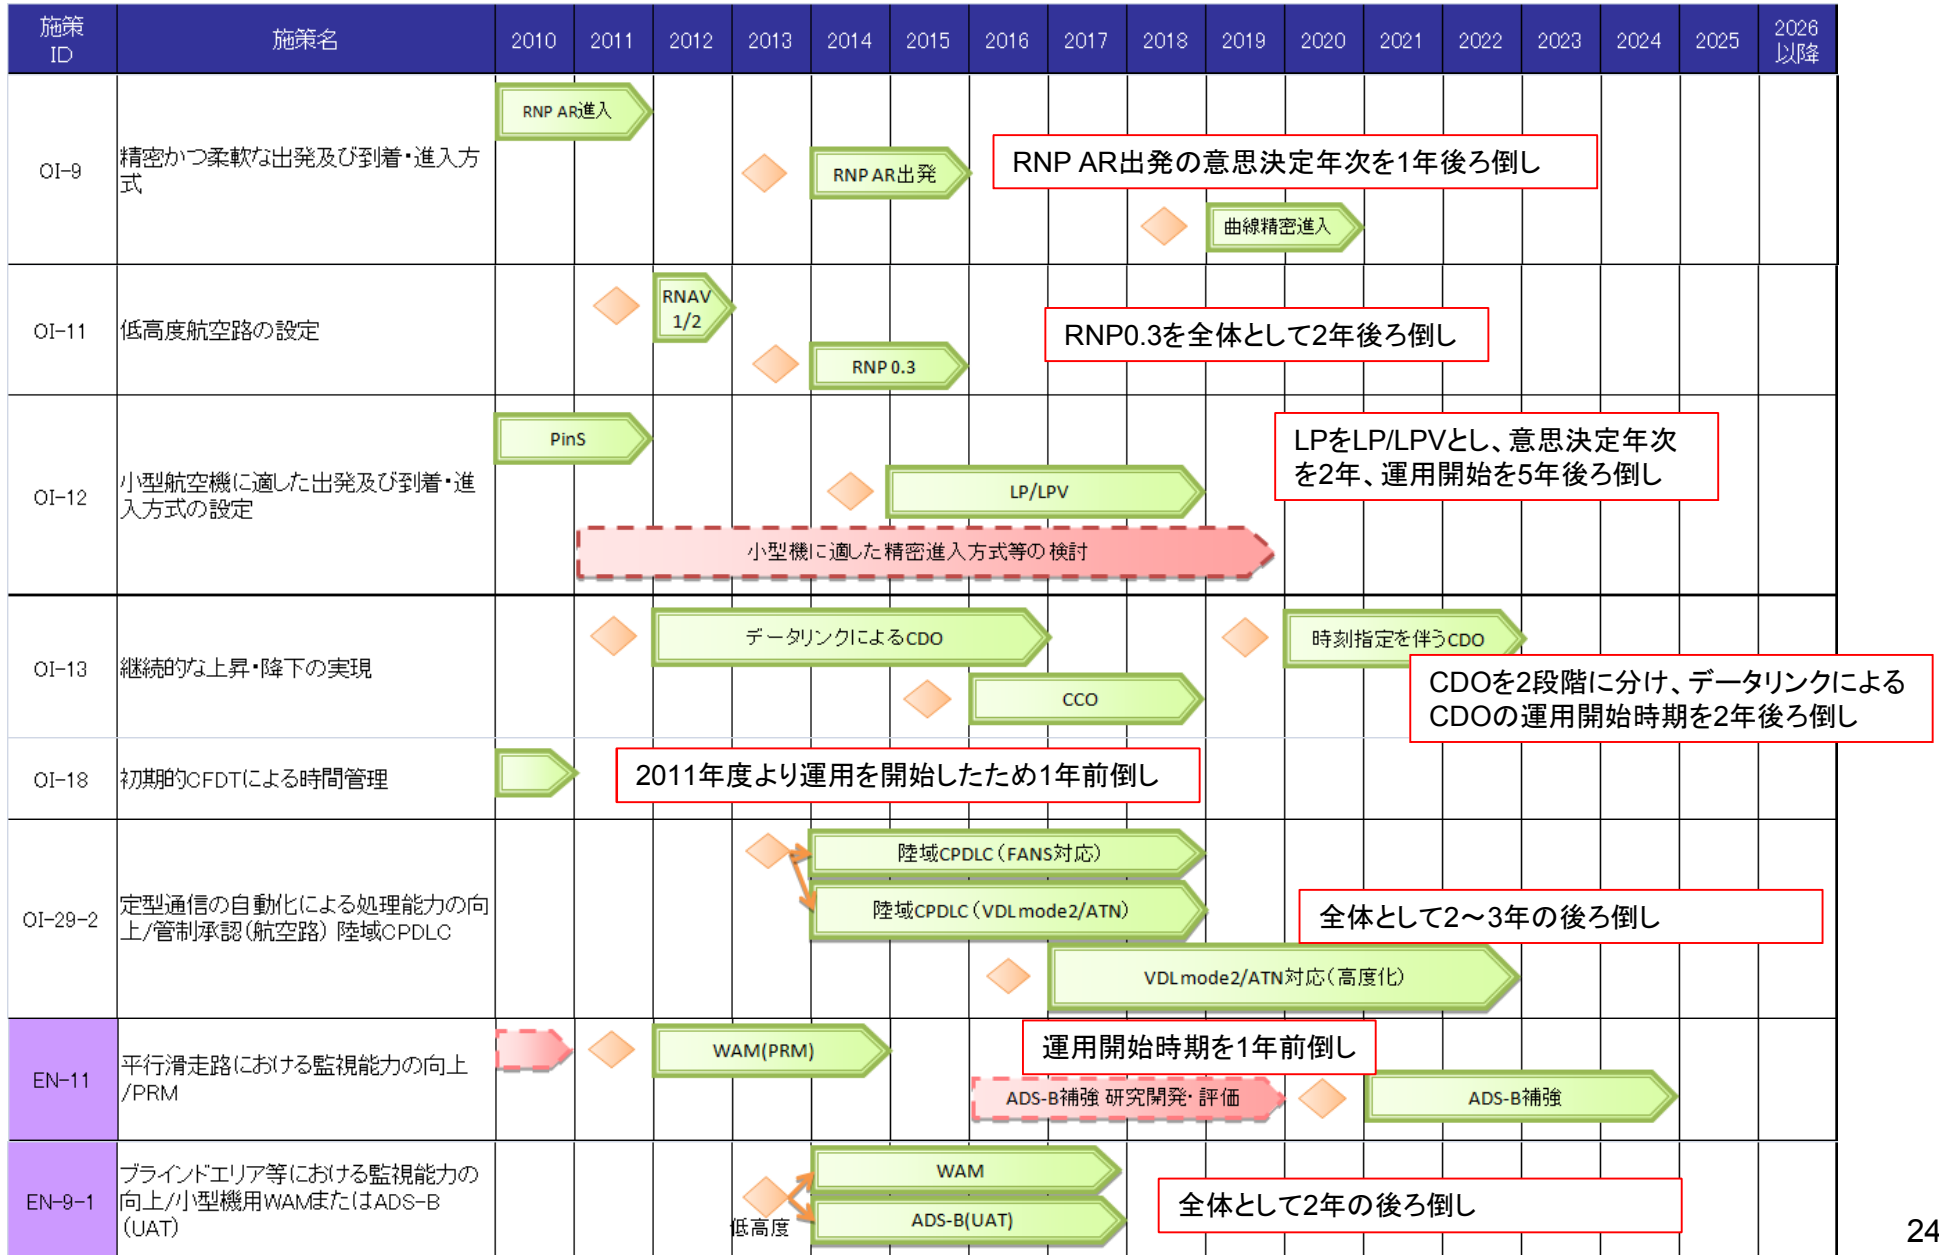 施策
ID
施策名
2010
2011
2012
2013
2014
2015
2016
2017
2018
2019
2020
2021
2022
2023
2024
2025
2026
以降
OI-9
精密かつ柔軟な出発及び到着・進入方
式
RNP AR進入
RNP AR出発
RNP AR出発の意思決定年次を1年後ろ倒し
曲線精密進入
OI-11
低高度航空路の設定
RNAV
1/2
RNP 0.3
RNP0.3を全体として2年後ろ倒し
OI-12
小型航空機に適した出発及び到着・進
入方式の設定
PinS
LP/LPV
LPをLP/LPVとし、意思決定年次
を2年、運用開始を5年後ろ倒し
小型機に適した精密進入方式等の検討
OI-13
継続的な上昇・降下の実現
データリンクによるCDO
時刻指定を伴うCDO
CCO
CDOを2段階に分け、データリンクによる
CDOの運用開始時期を2年後ろ倒し
OI-18
初期的CFDTによる時間管理
2011年度より運用を開始したため1年前倒し
OI-29-2
定型通信の自動化による処理能力の向
上/管制承認(航空路) 陸域CPDLC
陸域CPDLC(FANS対応)
陸域CPDLC(VDLmode2/ATN)
全体として2～3年の後ろ倒し
VDLmode2/ATN対応(高度化)
EN-11
平行滑走路における監視能力の向上
/PRM
WAM(PRM)
運用開始時期を1年前倒し
ADS-B補強 研究開発・評価
ADS-B補強
EN-9-1
ブラインドエリア等における監視能力の
向上/小型機用WAMまたはADS-B
(UAT)
低高度
WAM
ADS-B(UAT)
全体として2年の後ろ倒し
24